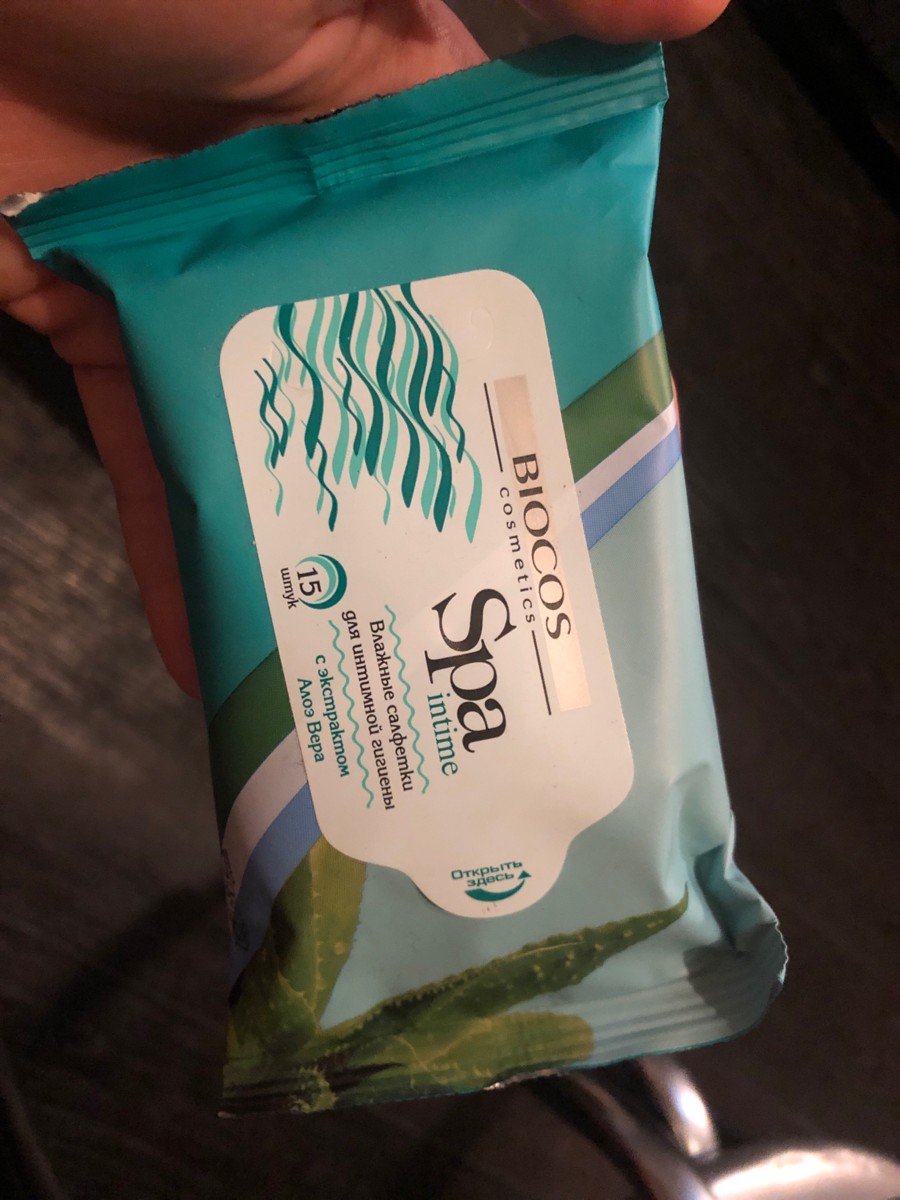 BIOCOS
cosmetics
Spa
intime
Влажные салфетки
для интимной гигиены
с экстрактом
Алоэ Вера
15
штук
Открыть
здесь